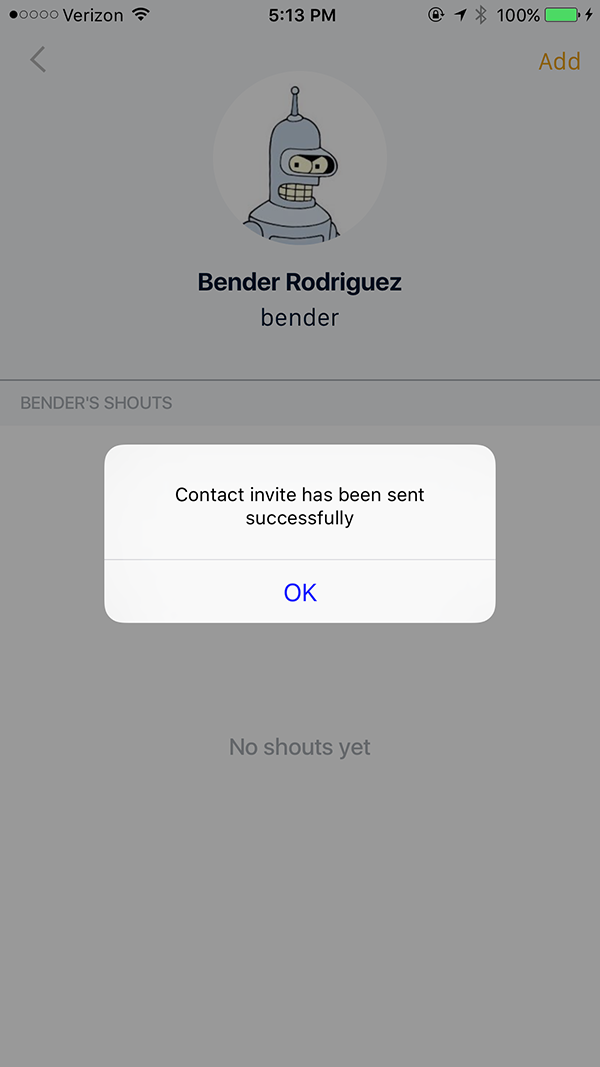 Verizon 5:13 PM 100%
Add
Bender Rodriguez
bender
BENDER'S SHOUTS
Contact invite has been sent
successfully
OK
No shouts yet